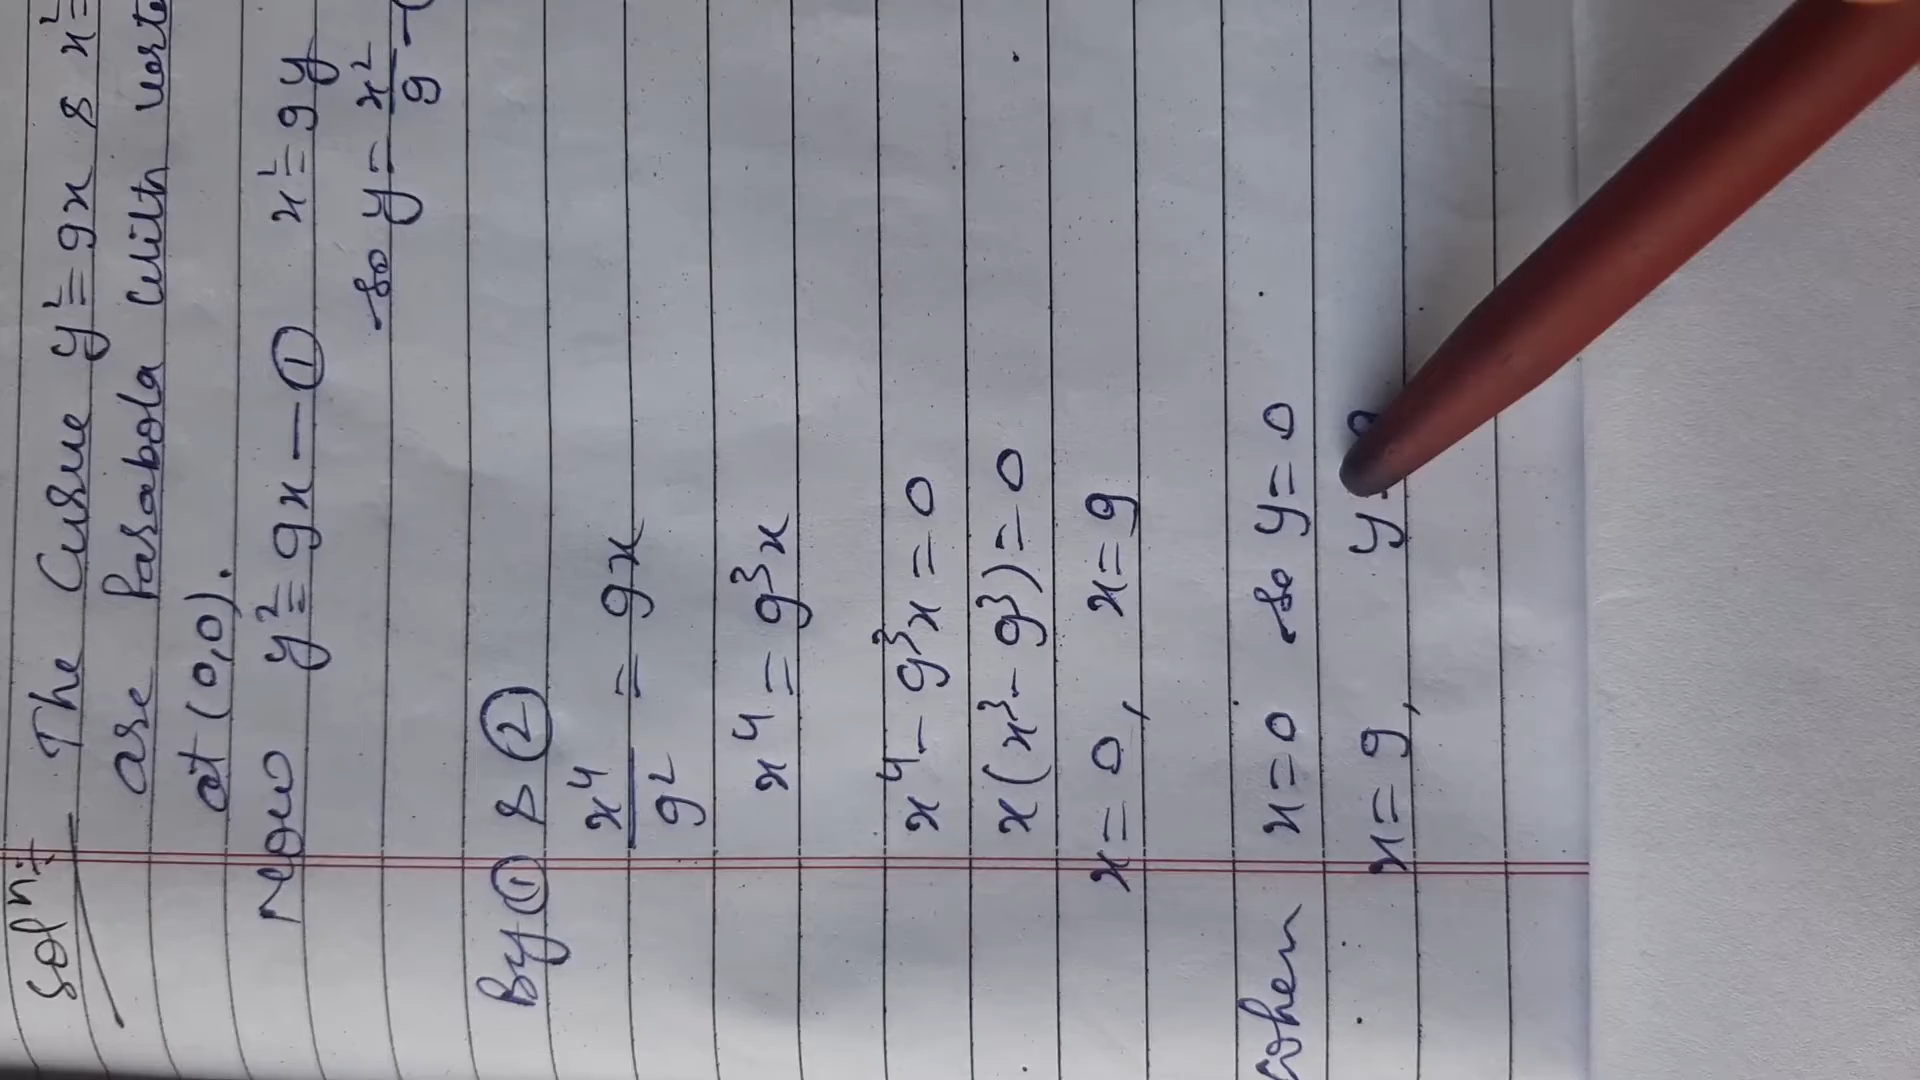 Solⁿ:- The Curve y² = 9x & x² =
are Parabola with verte
at (0,0).
Now y² = 9x — ① x² = 9y
so y = x²/9 — (
By ① & ②
x⁴/9² = 9x
x⁴ = 9³x
x⁴ - 9³x = 0
x(x³ - 9³) = 0
x = 0, x = 9
When x = 0 so y = 0
x = 9, y